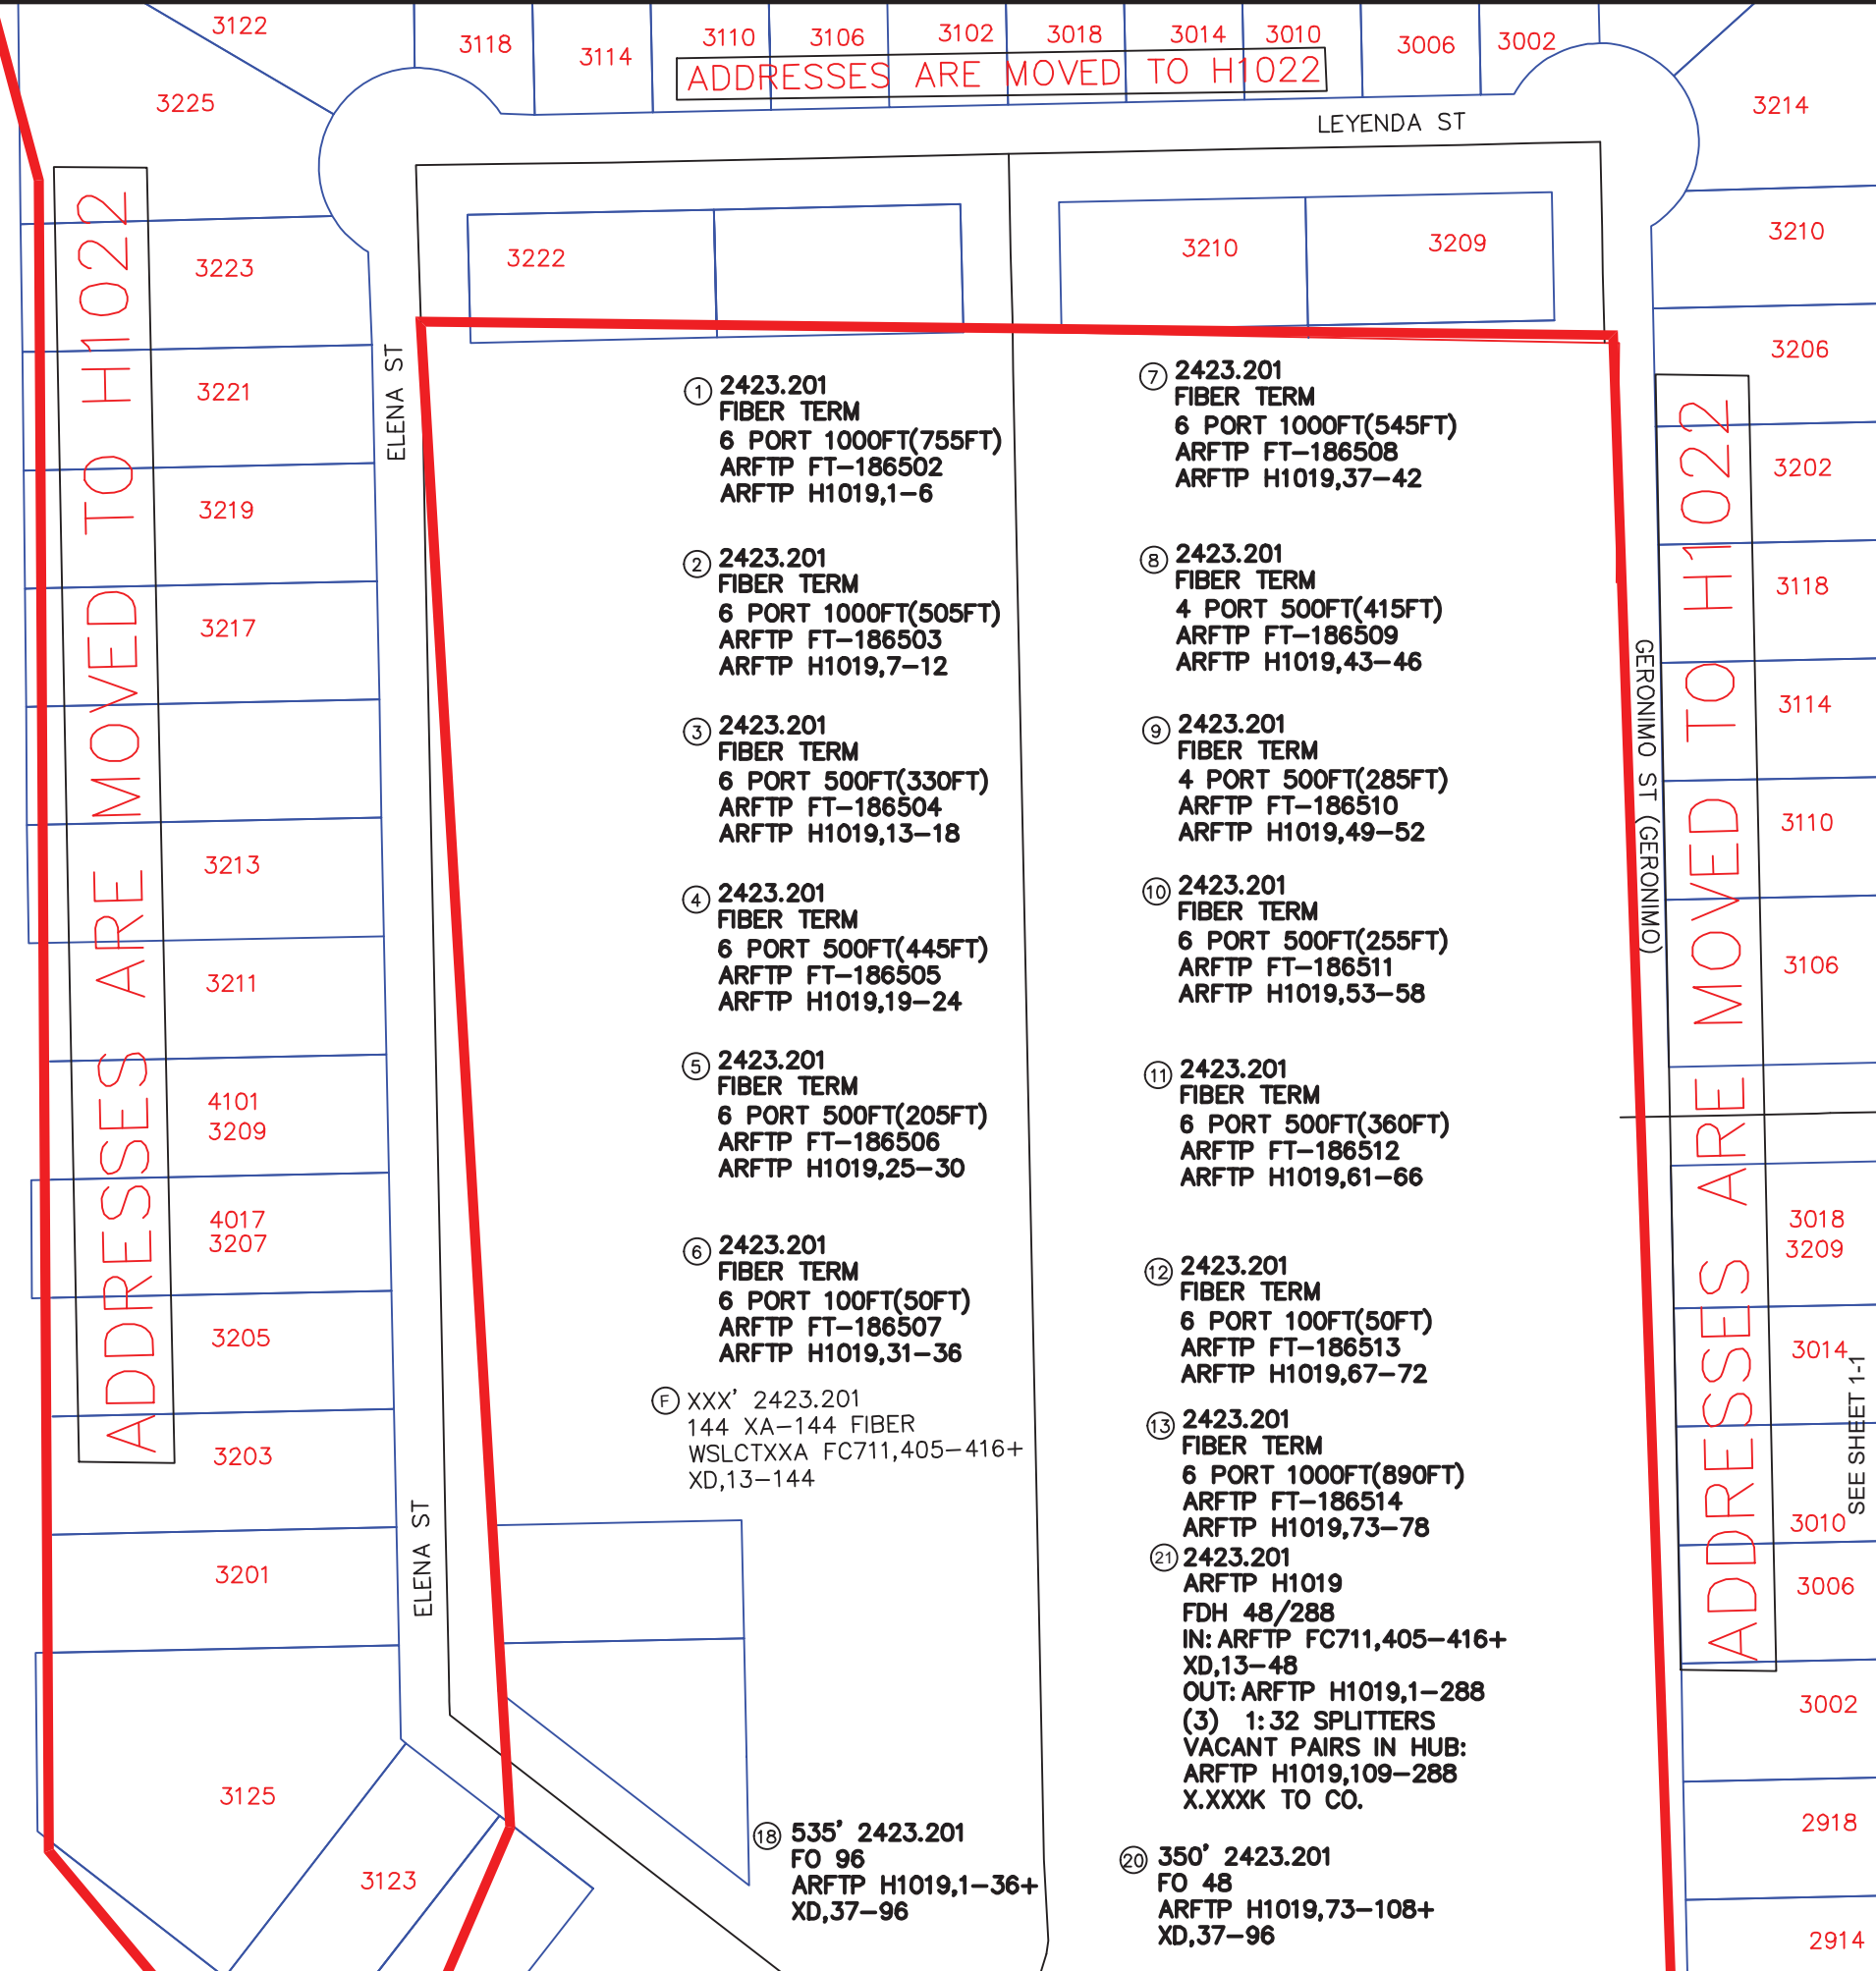 3122
3118
3114
3110
3106
3102
3018
3014
3010
3006
3002
ADDRESSES ARE MOVED TO H1022
3225
LEYENDA ST
3214
ADDRESSES ARE MOVED TO H1022
3223
3221
3219
3217
3213
3211
4101
3209
4017
3207
3205
3203
3201
3125
3123
ELENA ST
ELENA ST
3222
3210
3209
1 2423.201
FIBER TERM
6 PORT 1000FT(755FT)
ARFTP FT-186502
ARFTP H1019,1-6
2 2423.201
FIBER TERM
6 PORT 1000FT(505FT)
ARFTP FT-186503
ARFTP H1019,7-12
3 2423.201
FIBER TERM
6 PORT 500FT(330FT)
ARFTP FT-186504
ARFTP H1019,13-18
4 2423.201
FIBER TERM
6 PORT 500FT(445FT)
ARFTP FT-186505
ARFTP H1019,19-24
5 2423.201
FIBER TERM
6 PORT 500FT(205FT)
ARFTP FT-186506
ARFTP H1019,25-30
6 2423.201
FIBER TERM
6 PORT 100FT(50FT)
ARFTP FT-186507
ARFTP H1019,31-36
F XXX' 2423.201
144 XA-144 FIBER
WSLCTXXA FC711,405-416+
XD,13-144
18 535' 2423.201
FO 96
ARFTP H1019,1-36+
XD,37-96
7 2423.201
FIBER TERM
6 PORT 1000FT(545FT)
ARFTP FT-186508
ARFTP H1019,37-42
8 2423.201
FIBER TERM
4 PORT 500FT(415FT)
ARFTP FT-186509
ARFTP H1019,43-46
9 2423.201
FIBER TERM
4 PORT 500FT(285FT)
ARFTP FT-186510
ARFTP H1019,49-52
10 2423.201
FIBER TERM
6 PORT 500FT(255FT)
ARFTP FT-186511
ARFTP H1019,53-58
11 2423.201
FIBER TERM
6 PORT 500FT(360FT)
ARFTP FT-186512
ARFTP H1019,61-66
12 2423.201
FIBER TERM
6 PORT 100FT(50FT)
ARFTP FT-186513
ARFTP H1019,67-72
13 2423.201
FIBER TERM
6 PORT 1000FT(890FT)
ARFTP FT-186514
ARFTP H1019,73-78
21 2423.201
ARFTP H1019
FDH 48/288
IN: ARFTP FC711,405-416+
XD,13-48
OUT: ARFTP H1019,1-288
(3) 1:32 SPLITTERS
VACANT PAIRS IN HUB:
ARFTP H1019,109-288
X.XXXK TO CO.
20 350' 2423.201
FO 48
ARFTP H1019,73-108+
XD,37-96
GERONIMO ST (GERONIMO)
ADDRESSES ARE MOVED TO H1022
3210
3206
3202
3118
3114
3110
3106
3018
3209
3014
3010
3006
3002
2918
2914
SEE SHEET 1-1